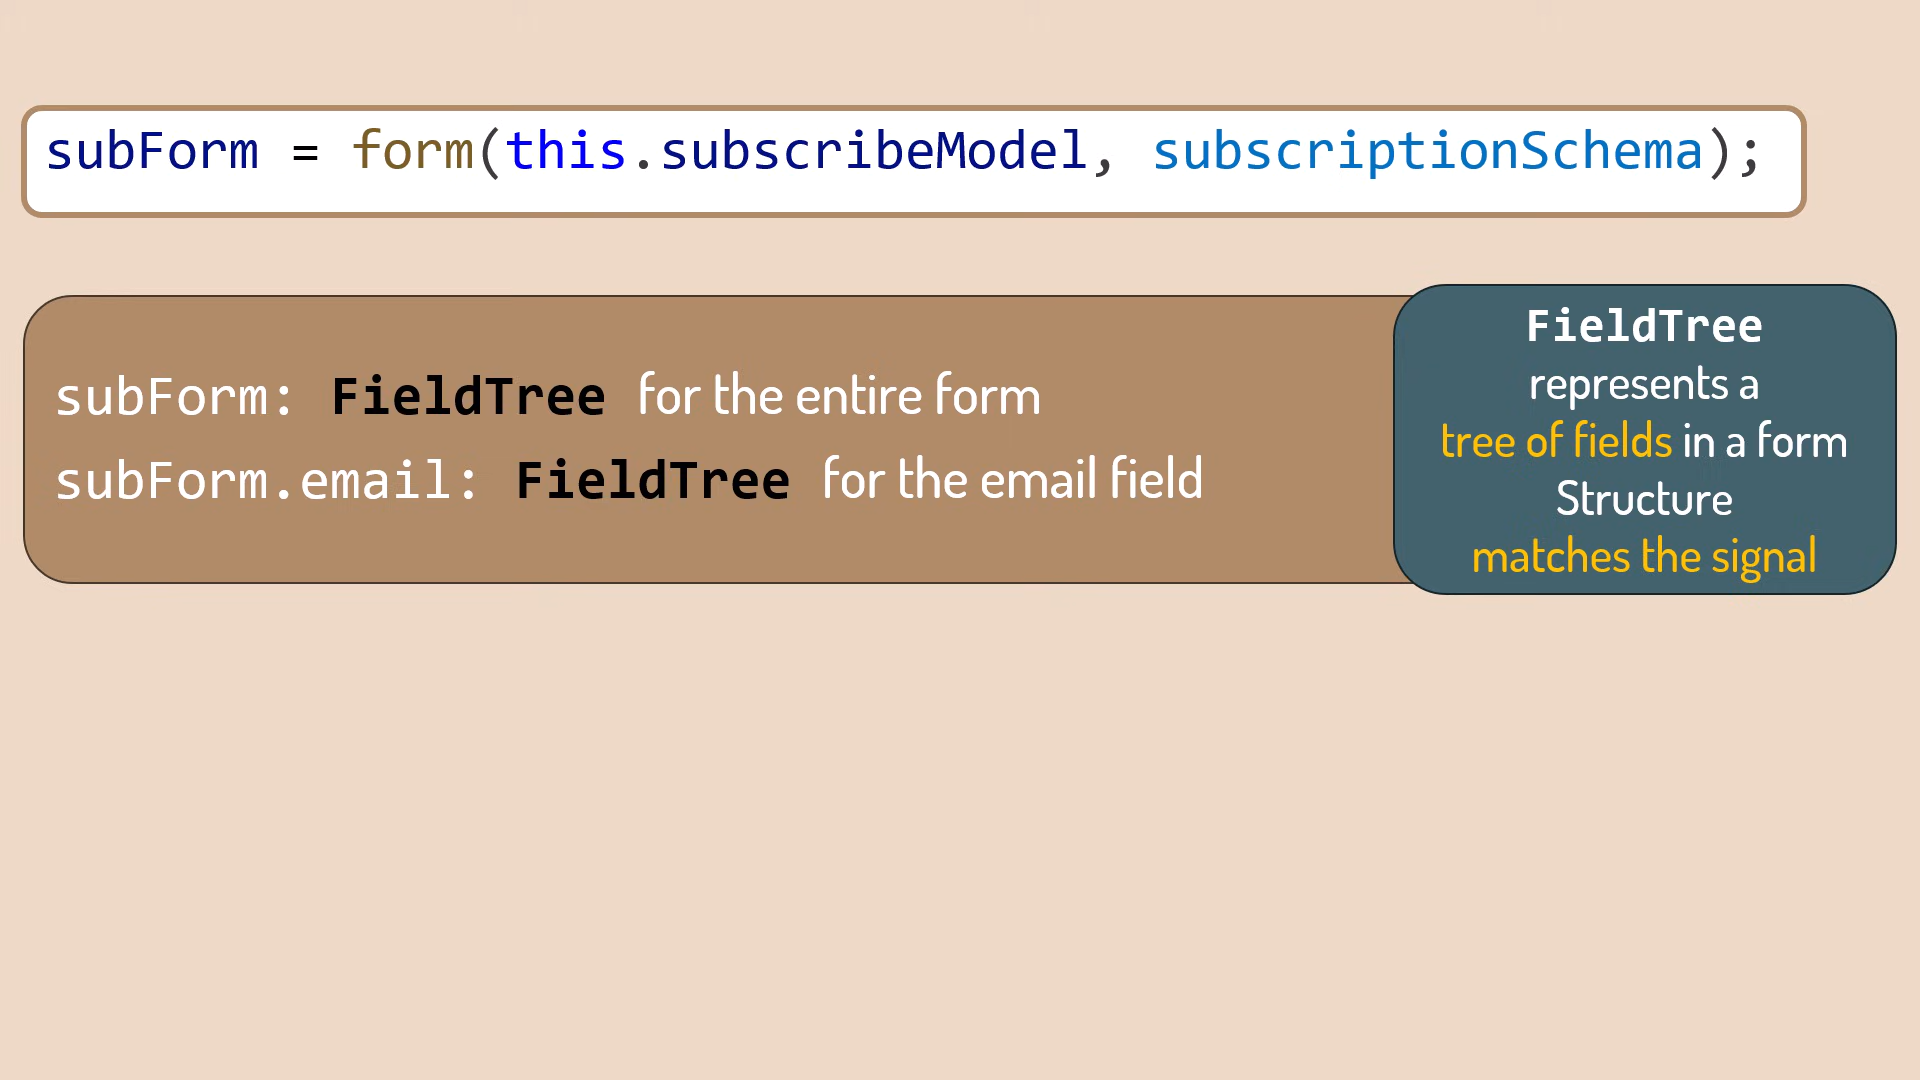 subForm = form(this.subscribeModel, subscriptionSchema);
subForm: FieldTree for the entire form
subForm.email: FieldTree for the email field
FieldTree
represents a
tree of fields in a form
Structure
matches the signal